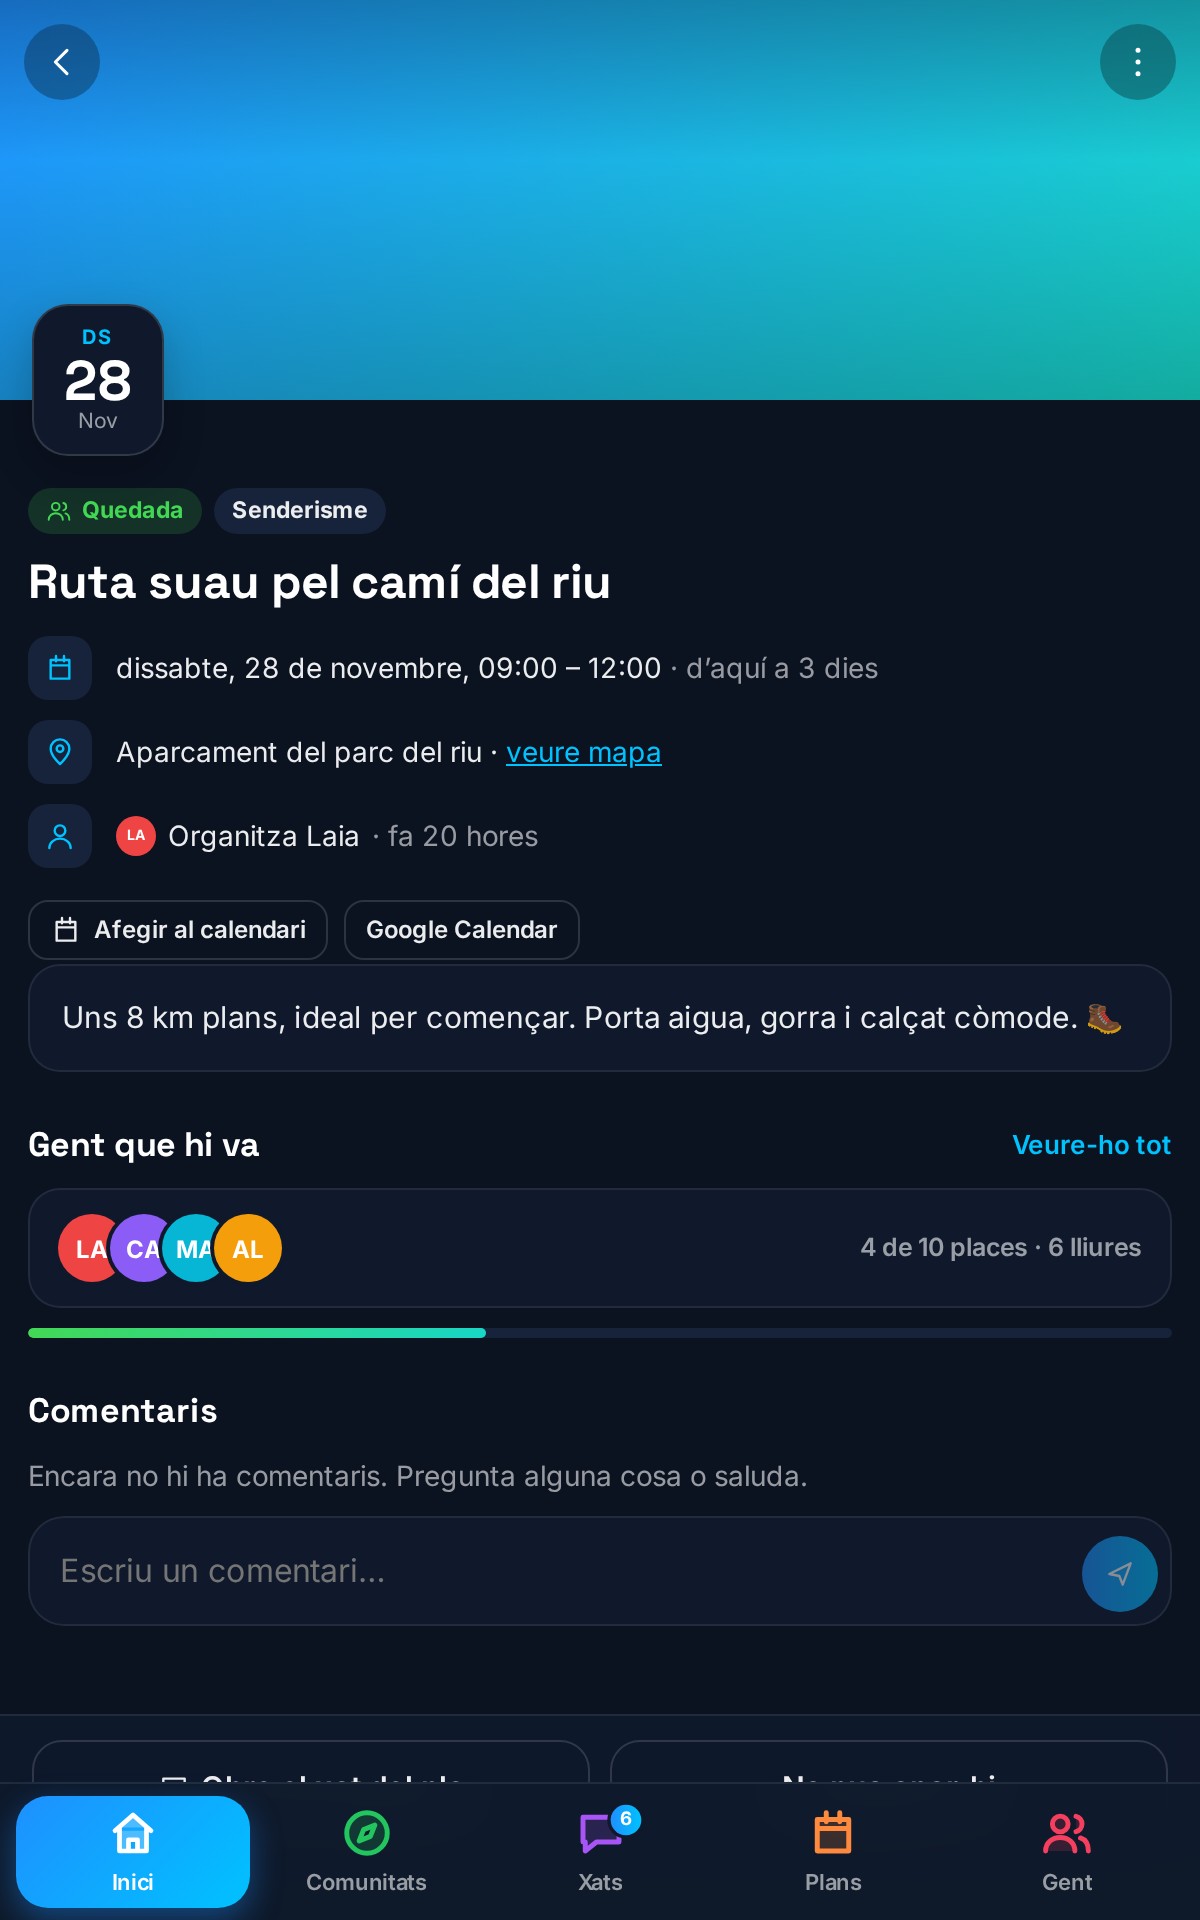 DS
28
Nov
Quedada
Senderisme
Ruta suau pel camí del riu
dissabte, 28 de novembre, 09:00 – 12:00 · d’aquí a 3 dies
Aparcament del parc del riu · veure mapa
LA Organitza Laia · fa 20 hores
Afegir al calendari
Google Calendar
Uns 8 km plans, ideal per començar. Porta aigua, gorra i calçat còmode. 🥾
Gent que hi va
Veure-ho tot
LA CA MA AL
4 de 10 places · 6 lliures
Comentaris
Encara no hi ha comentaris. Pregunta alguna cosa o saluda.
Escriu un comentari...
6
Inici
Comunitats
Xats
Plans
Gent